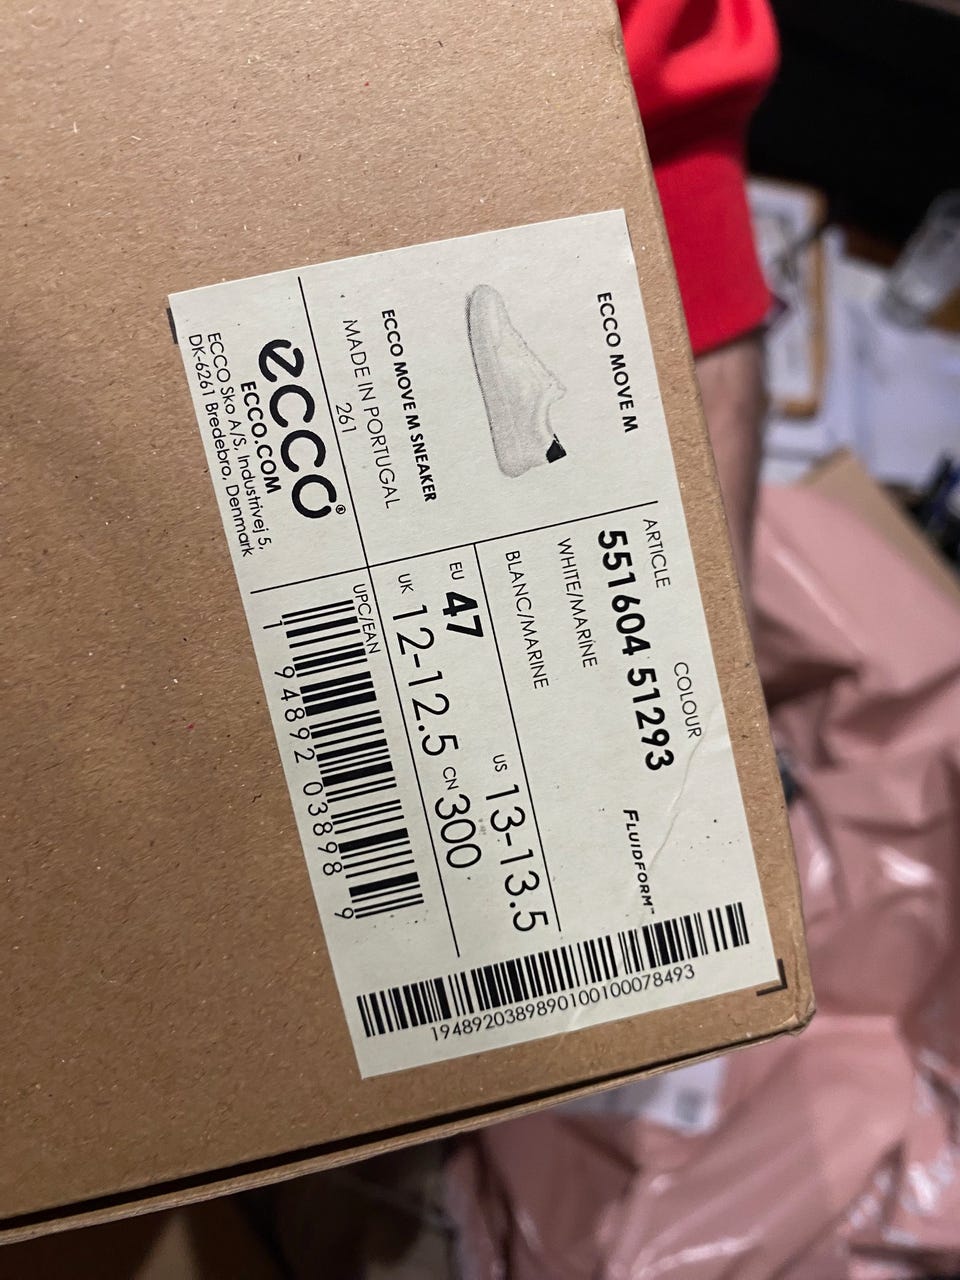 ECCO MOVE M
ECCO MOVE M SNEAKER
MADE IN PORTUGAL
261
ecco®
ECCO.COM
ECCO Sko A/S, Industrivej 5,
DK-6261 Bredebro, Denmark
ARTICLE COLOUR
551604 51293
WHITE/MARINE
BLANC/MARINE
FLUIDFORM™
EU 47 US 13-13.5
UK 12-12.5 CN 300
UPC/EAN
1 94892 03898 9
1948920389890100100078493